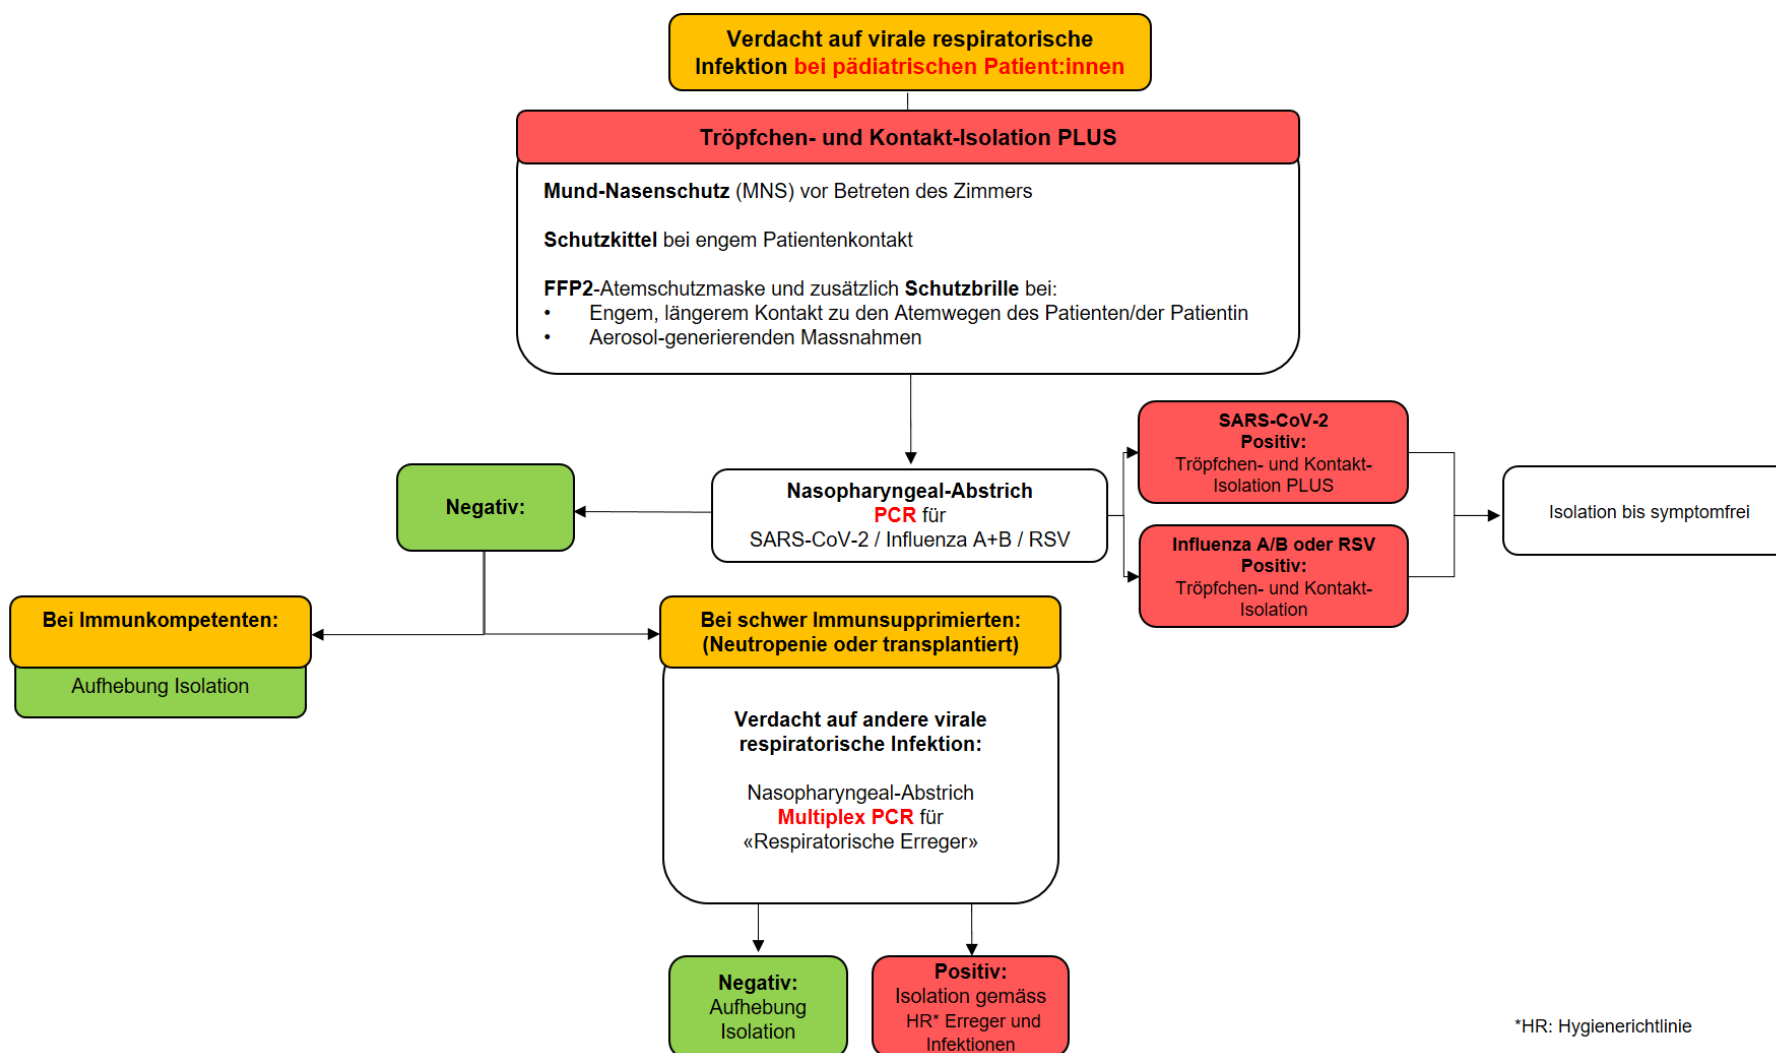 Verdacht auf virale respiratorische
Infektion bei pädiatrischen Patient:innen
Tröpfchen- und Kontakt-Isolation PLUS
Mund-Nasenschutz (MNS) vor Betreten des Zimmers
Schutzkittel bei engem Patientenkontakt
FFP2-Atemschutzmaske und zusätzlich Schutzbrille bei:
• Engem, längerem Kontakt zu den Atemwegen des Patienten/der Patientin
• Aerosol-generierenden Massnahmen
Nasopharyngeal-Abstrich
PCR für
SARS-CoV-2 / Influenza A+B / RSV
SARS-CoV-2
Positiv:
Tröpfchen- und Kontakt-
Isolation PLUS
Influenza A/B oder RSV
Positiv:
Tröpfchen- und Kontakt-
Isolation
Isolation bis symptomfrei
Negativ:
Bei Immunkompetenten:
Aufhebung Isolation
Bei schwer Immunsupprimierten:
(Neutropenie oder transplantiert)
Verdacht auf andere virale
respiratorische Infektion:
Nasopharyngeal-Abstrich
Multiplex PCR für
«Respiratorische Erreger»
Negativ:
Aufhebung
Isolation
Positiv:
Isolation gemäss
HR* Erreger und
Infektionen
*HR: Hygienerichtlinie